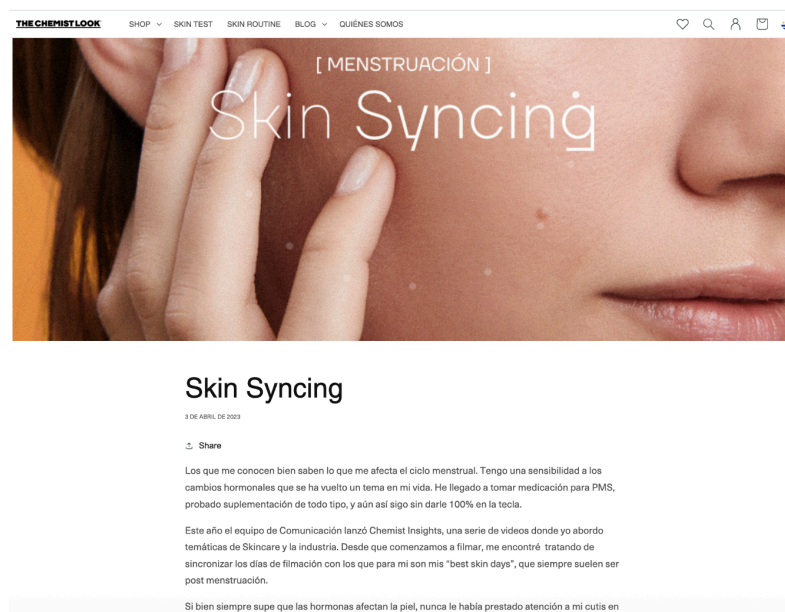 THE CHEMIST LOOK
SHOP SKIN TEST SKIN ROUTINE BLOG QUIÉNES SOMOS
[ MENSTRUACIÓN ]
Skin Syncing
Skin Syncing
3 DE ABRIL DE 2023
Share
Los que me conocen bien saben lo que me afecta el ciclo menstrual. Tengo una sensibilidad a los
cambios hormonales que se ha vuelto un tema en mi vida. He llegado a tomar medicación para PMS,
probado suplementación de todo tipo, y aún así sigo sin darle 100% en la tecla.
Este año el equipo de Comunicación lanzó Chemist Insights, una serie de videos donde yo abordo
temáticas de Skincare y la industria. Desde que comenzamos a filmar, me encontré tratando de
sincronizar los días de filmación con los que para mi son mis “best skin days”, que siempre suelen ser
post menstruación.
Si bien siempre supe que las hormonas afectan la piel, nunca le había prestado atención a mi cutis en